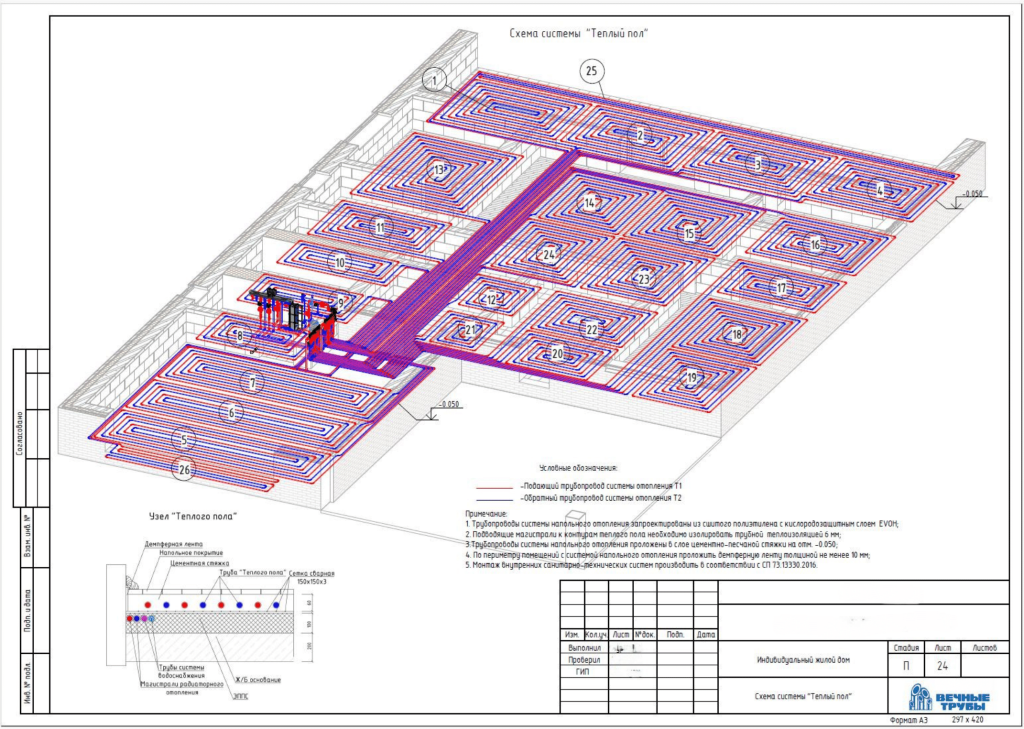 Схема системы "Теплый пол"
1
25
2
3
4
-0.050
13
14
15
11
16
24
10
23
17
9
12
8
21
22
18
20
7
19
6
-0.050
5
26
Условные обозначения:
-Подающий трубопровод системы отопления Т1
-Обратный трубопровод системы отопления Т2
Примечание:
1. Трубопроводы системы напольного отопления запроектированы из сшитого полиэтилена с кислородозащитным слоем EVOH;
2. Подводящие магистрали к контурам теплого пола необходимо изолировать трубной теплоизоляцией 6 мм;
3.Трубопроводы системы напольного отопления проложены в слое цементно-песчаной стяжки на отм. -0.050;
4. По периметру помещений с системой напольного отопления проложить демпферную ленту толщиной не менее 10 мм;
5. Монтаж внутренних санитарно-технических систем производить в соответствии с СП 73.13330.2016.
Узел "Теплого пола"
Демпферная лента
Напольное покрытие
Цементная стяжка
Труба "Теплого пола"
Сетка сварная
150х150х3
Трубы системы
водоснабжения
Магистрали радиаторного
отопления
Ж/Б основание
ЭППС
Согласовано
Взам. инв. №
Подп. и дата
Инв. № подл.
Изм. Кол.уч. Лист №док. Подп. Дата
Выполнил
Проверил
ГИП
Индивидуальный жилой дом
Стадия Лист Листов
П 24
Схема системы "Теплый пол"
ВЕЧНЫЕ
ТРУБЫ
Формат А3 297 х 420